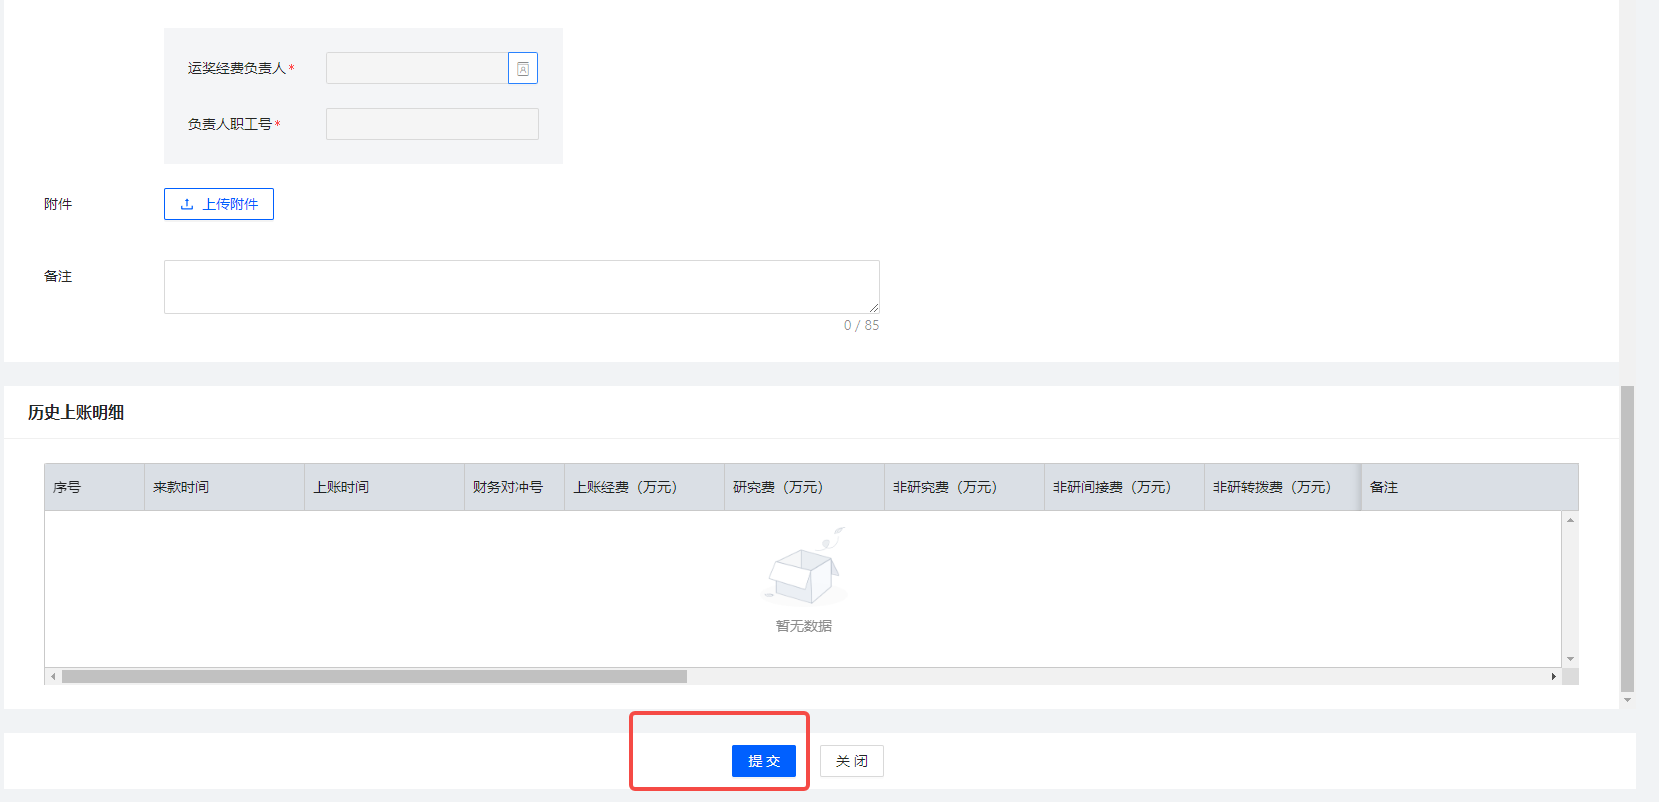 运奖经费负责人*
负责人职工号*
附件
上传附件
备注
0 / 85
历史上账明细
序号 来款时间 上账时间 财务对冲号 上账经费（万元） 研究费（万元） 非研究费（万元） 非研间接费（万元） 非研转拨费（万元） 备注
暂无数据
提 交 关 闭